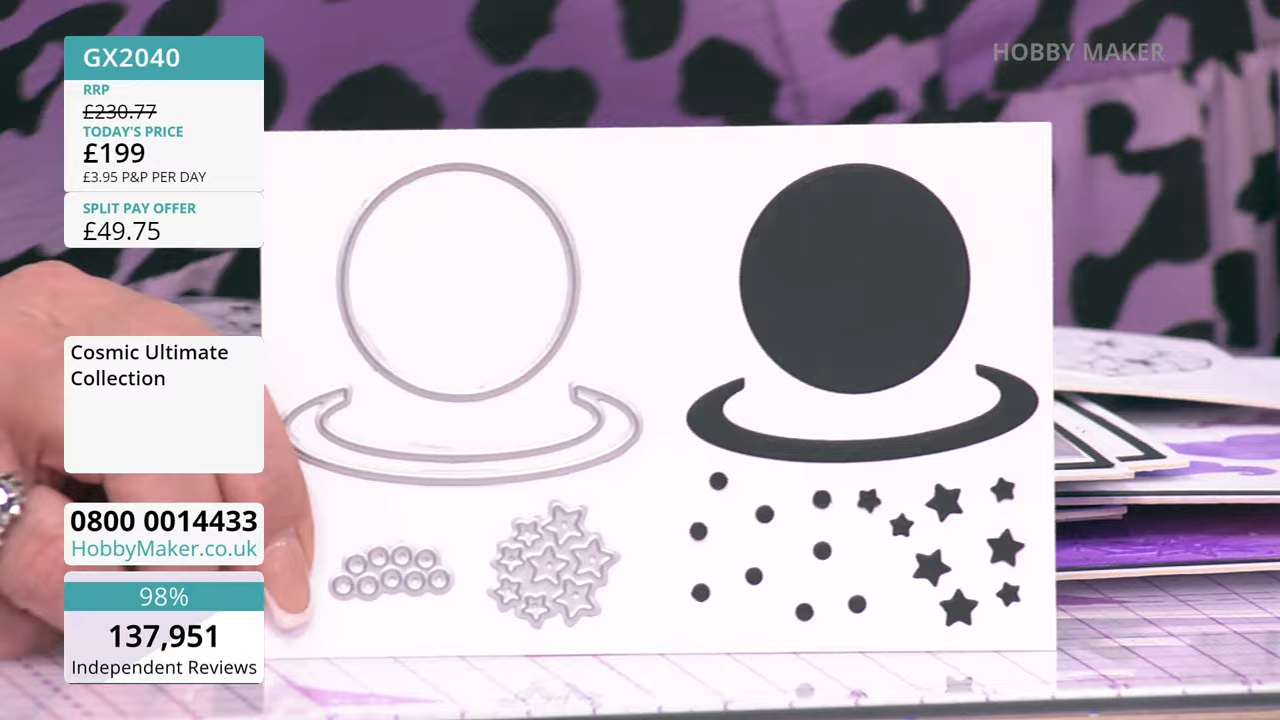 GX2040
RRP
£230.77
TODAY'S PRICE
£199
£3.95 P&P PER DAY
SPLIT PAY OFFER
£49.75
Cosmic Ultimate
Collection
0800 0014433
HobbyMaker.co.uk
98%
137,951
Independent Reviews
HOBBY MAKER